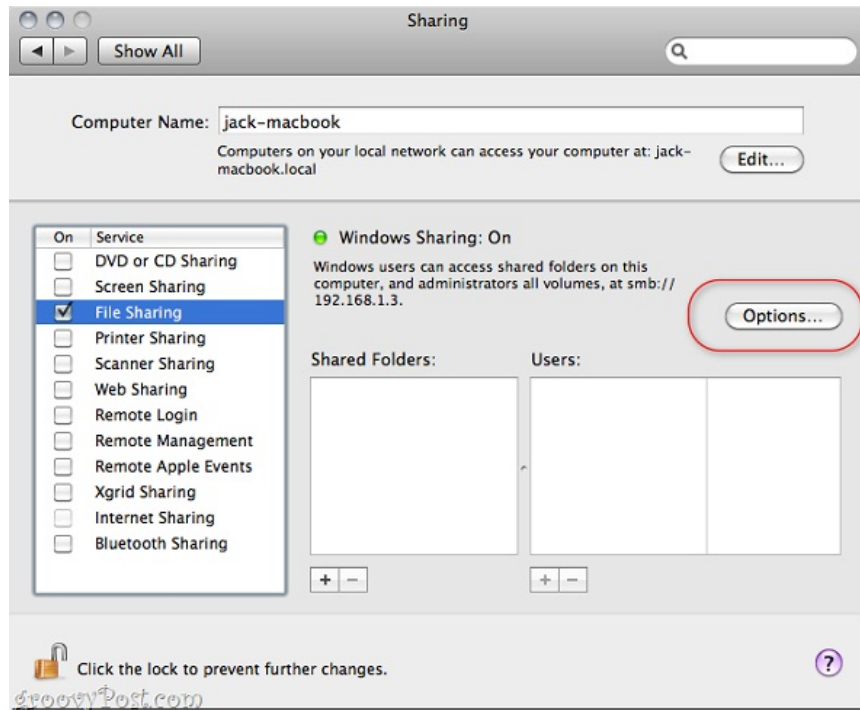 Sharing
Show All
Computer Name: jack-macbook
Computers on your local network can access your computer at: jack-
macbook.local
Edit...
On Service
DVD or CD Sharing
Screen Sharing
File Sharing
Printer Sharing
Scanner Sharing
Web Sharing
Remote Login
Remote Management
Remote Apple Events
Xgrid Sharing
Internet Sharing
Bluetooth Sharing
Windows Sharing: On
Windows users can access shared folders on this
computer, and administrators all volumes, at smb://
192.168.1.3.
Options...
Shared Folders:
Users:
+ −
+ −
Click the lock to prevent further changes.
?
groovyPost.com